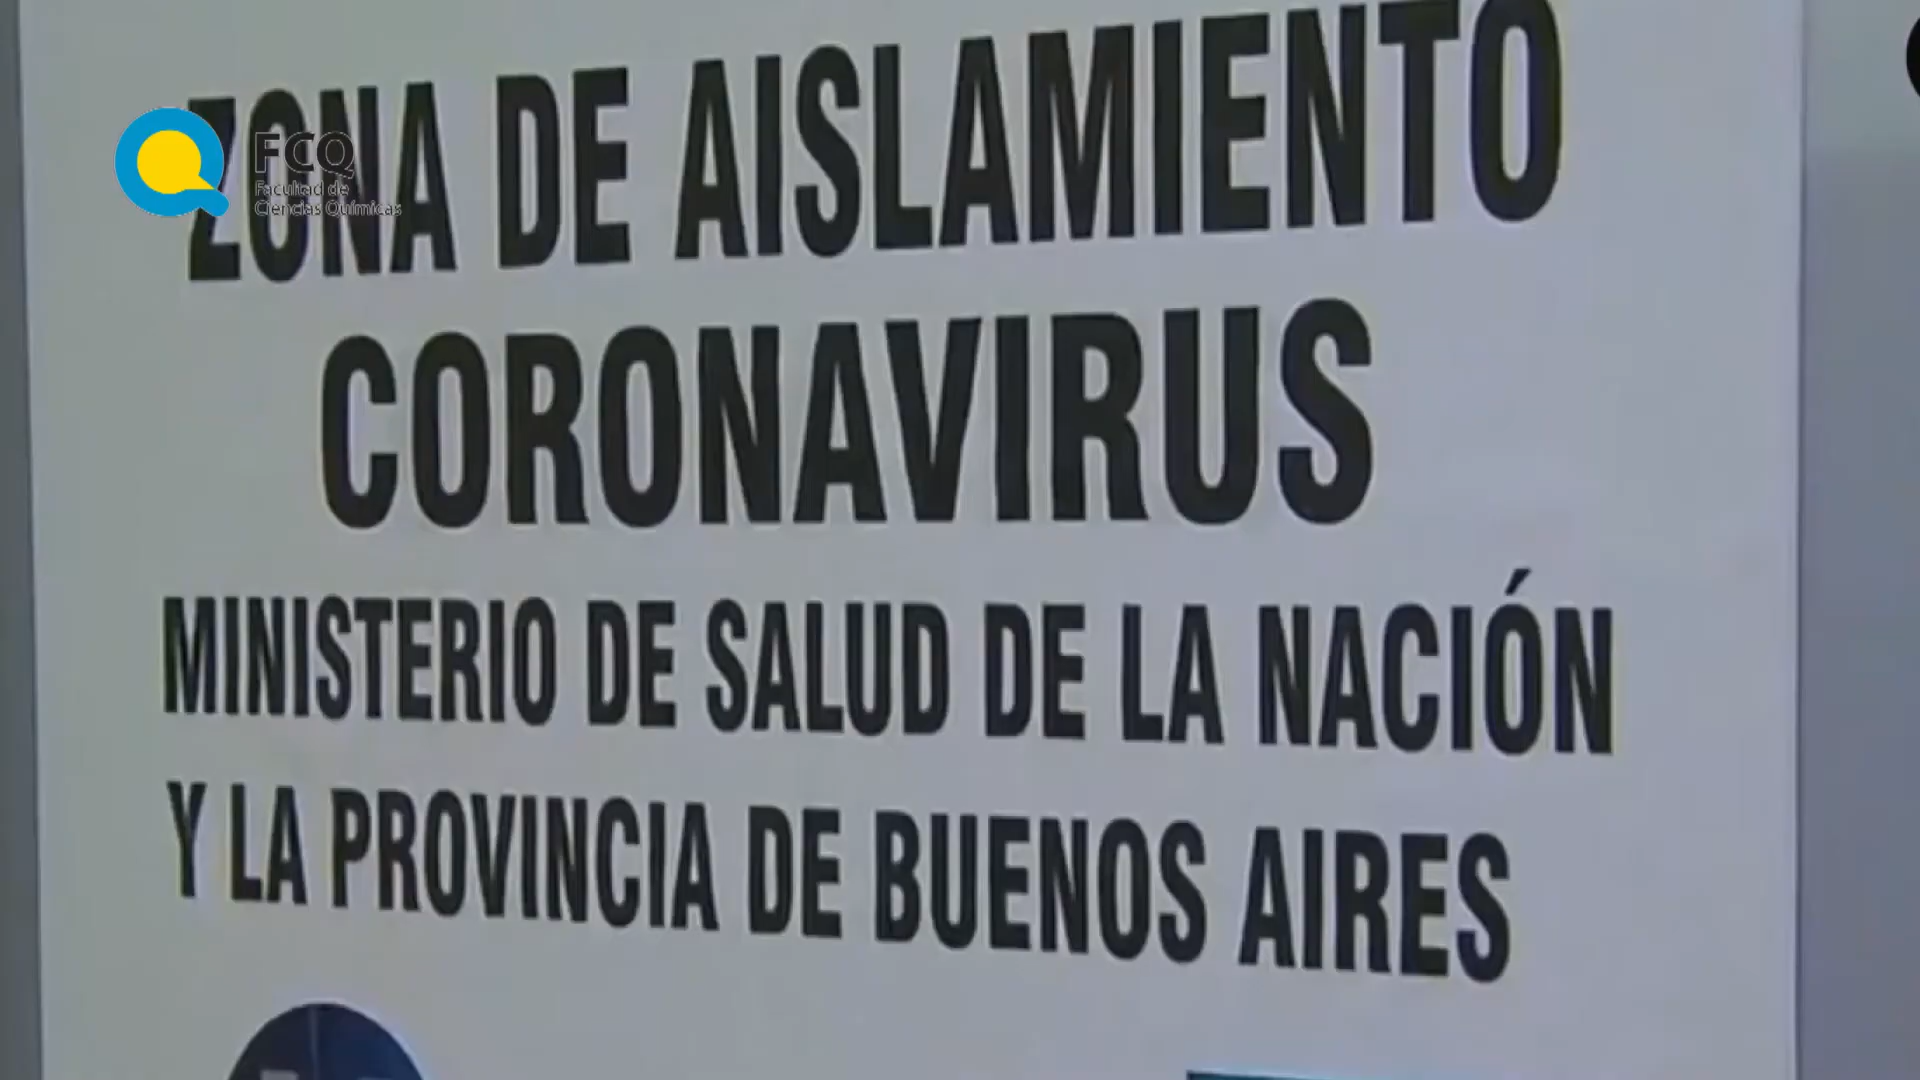 ZONA DE AISLAMIENTO
FCQ
Facultad de
Ciencias Químicas
CORONAVIRUS
MINISTERIO DE SALUD DE LA NACIÓN
Y LA PROVINCIA DE BUENOS AIRES